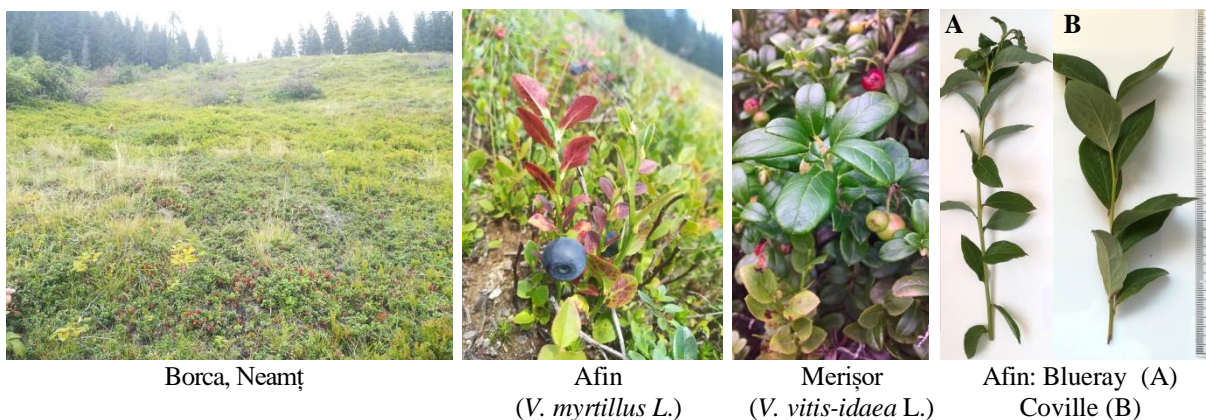 A B
Borca, Neamț
Afin
(V. myrtillus L.)
Merișor
(V. vitis-idaea L.)
Afin: Blueray (A)
Coville (B)